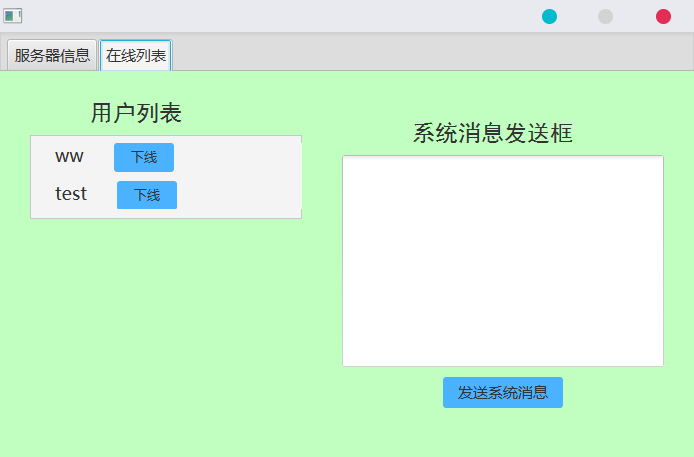 服务器信息 在线列表
用户列表
ww 下线
test 下线
系统消息发送框
发送系统消息